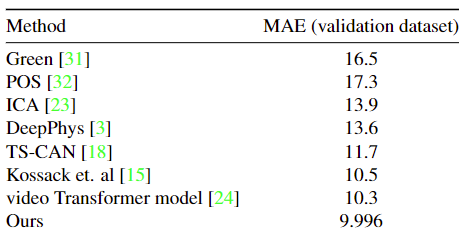 Method MAE (validation dataset)
Green [31] 16.5
POS [32] 17.3
ICA [23] 13.9
DeepPhys [3] 13.6
TS-CAN [18] 11.7
Kossack et. al [15] 10.5
video Transformer model [24] 10.3
Ours 9.996